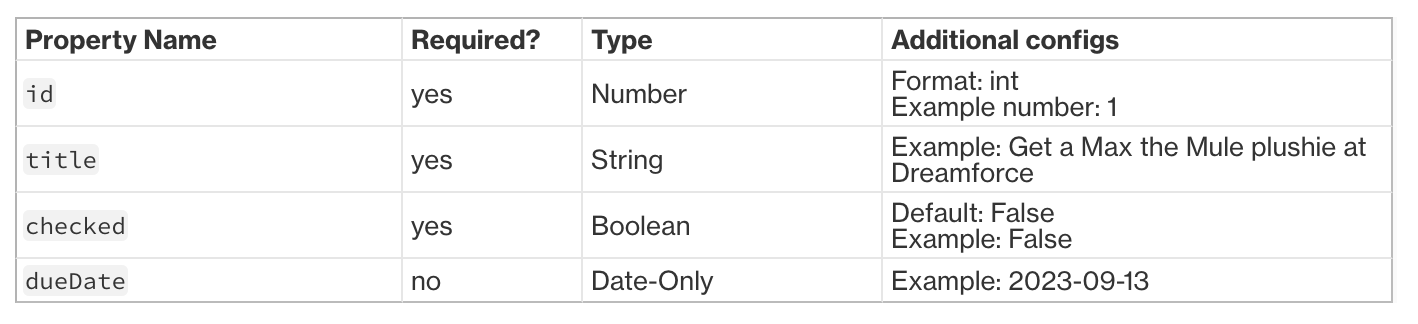 Property Name Required? Type Additional configs
id yes Number Format: int
Example number: 1
title yes String Example: Get a Max the Mule plushie at
Dreamforce
checked yes Boolean Default: False
Example: False
dueDate no Date-Only Example: 2023-09-13